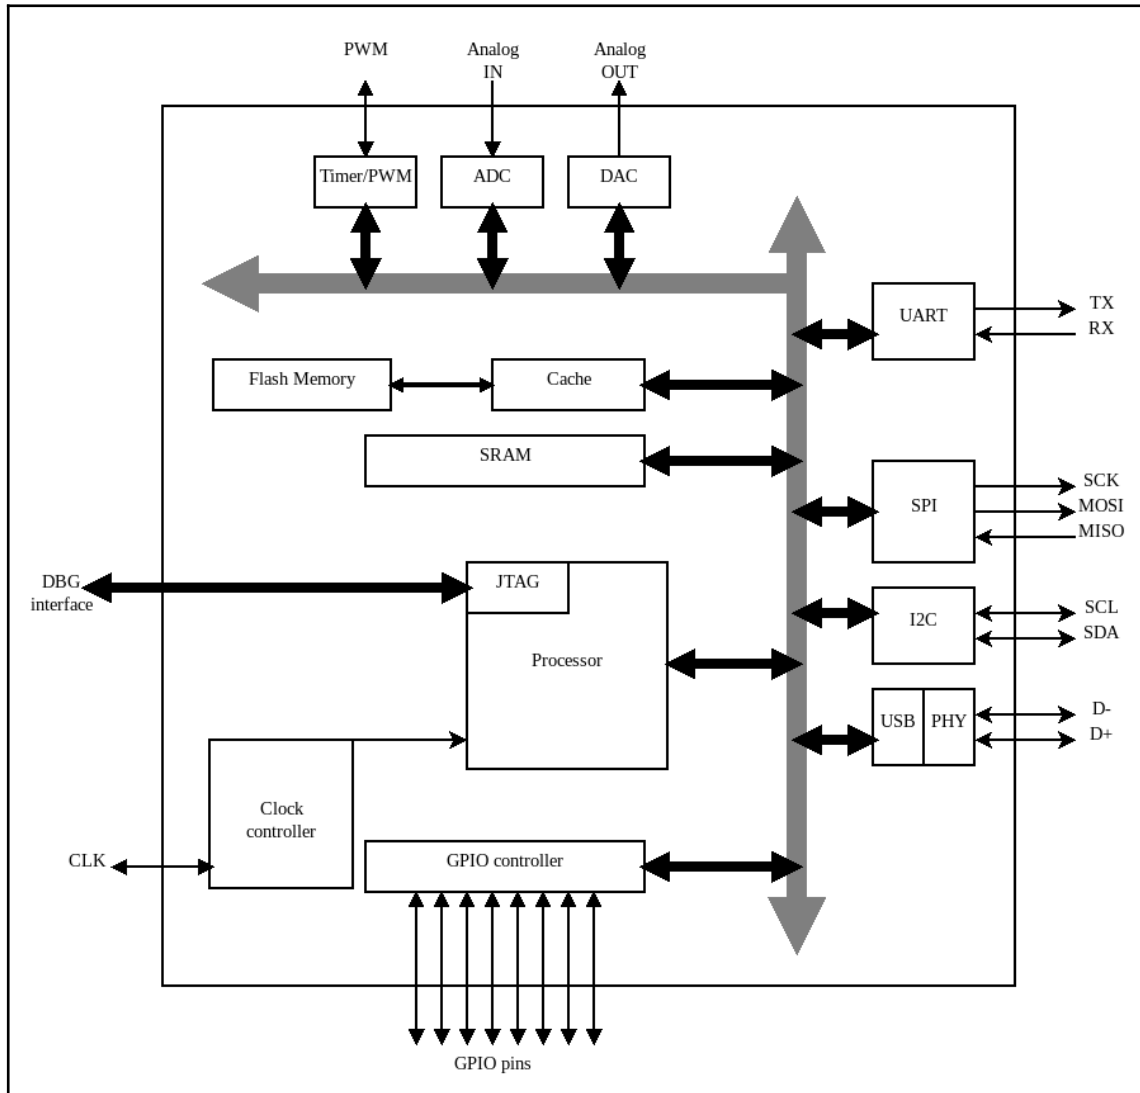 PWM
Analog
IN
Analog
OUT
Timer/PWM
ADC
DAC
UART
TX
RX
Flash Memory
Cache
SRAM
SPI
SCK
MOSI
MISO
DBG
interface
JTAG
Processor
I2C
SCL
SDA
USB
PHY
D-
D+
Clock
controller
CLK
GPIO controller
GPIO pins